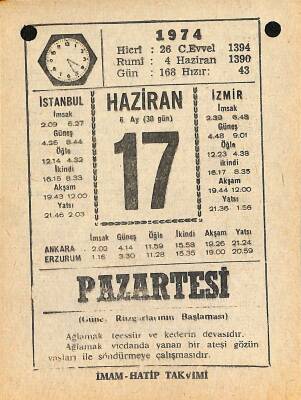 1974
Hicrî : 26 C.Evvel 1394
Rumî : 4 Haziran 1390
Gün : 168 Hızır: 43
İSTANBUL
İmsak
2.09 6.27
Güneş
4.26 8.44
Öğle
12.14 4.32
İkindi
16.15 8.33
Akşam
19.43 12.00
Yatsı
21.46 2.03
HAZİRAN
6. Ay (30 gün)
17
İZMİR
İmsak
2.39 6.48
Güneş
4.48 9.01
Öğle
12.23 4.38
İkindi
16.17 8.35
Akşam
19.44 12.00
Yatsı
21.36 1.56
İmsak Güneş Öğle İkindi Akşam Yatsı
ANKARA 2.02 4.14 11.59 15.58 19.26 21.24
ERZURUM 1.16 3.30 11.28 15.35 19.00 20.59
PAZARTESİ
Rüzgarlarının Başlaması)
Ağlamak teessür ve kederin devasıdır.
Ağlamak vicdanda yanan bir ateşi gözün
yaşları ile söndürmeye çalışmasıdır.
İMAM-HATİP TAKVİMİ